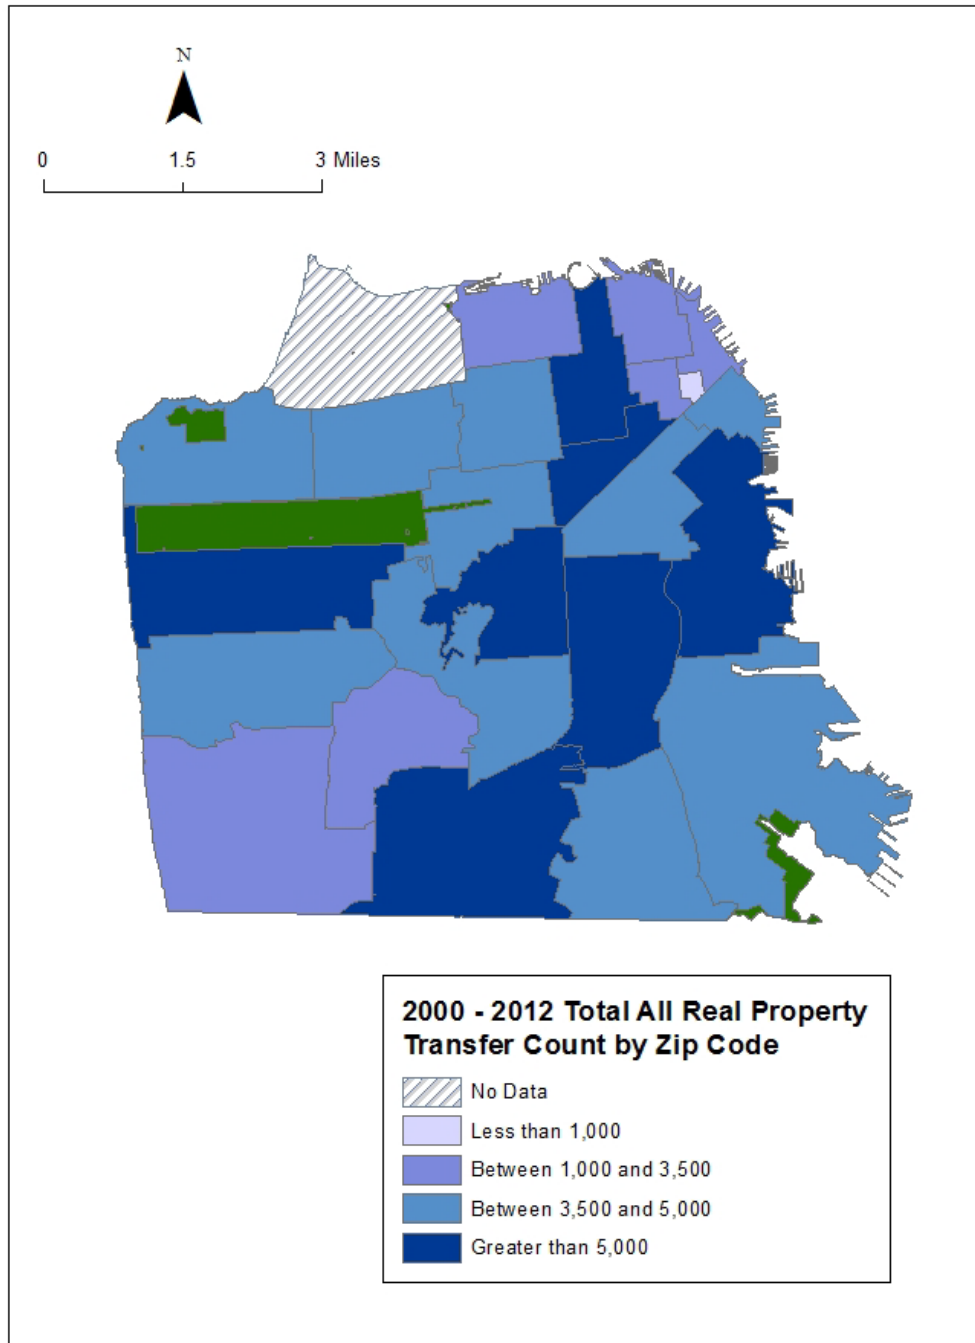 N
0 1.5 3 Miles
2000 - 2012 Total All Real Property
Transfer Count by Zip Code
No Data
Less than 1,000
Between 1,000 and 3,500
Between 3,500 and 5,000
Greater than 5,000